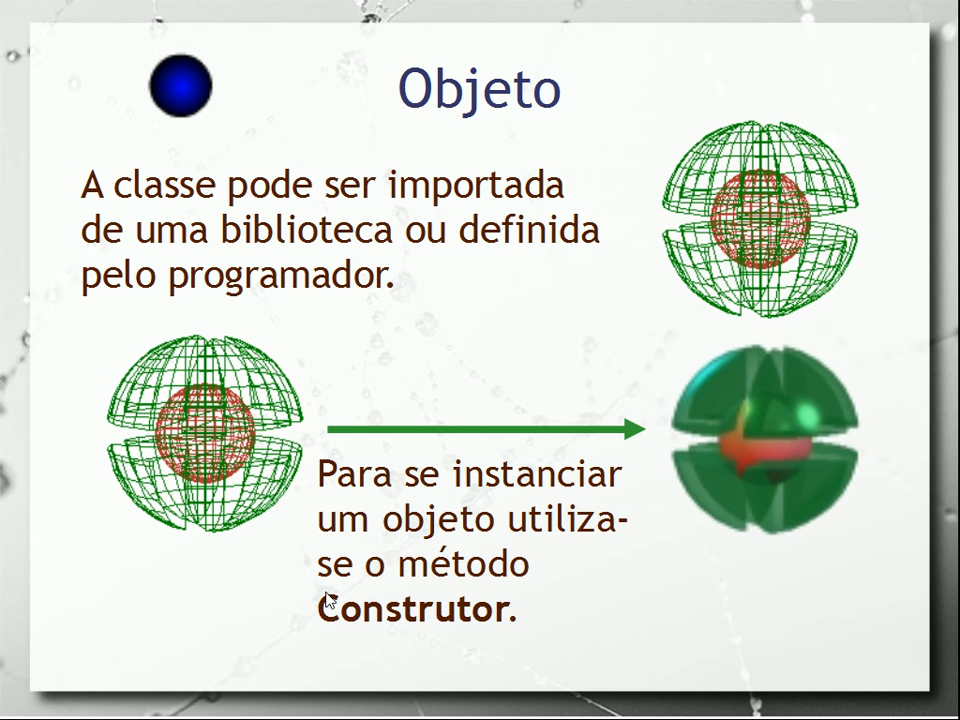 Objeto
A classe pode ser importada
de uma biblioteca ou definida
pelo programador.
Para se instanciar
um objeto utiliza-
se o método
Construtor.